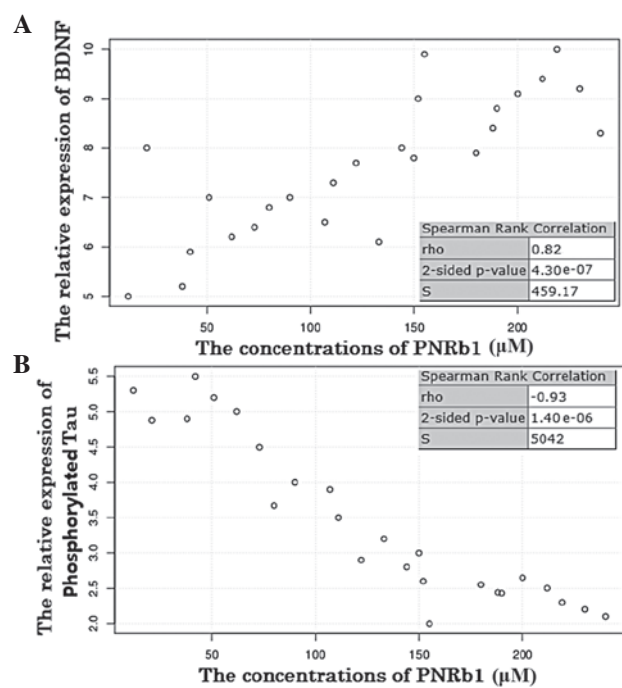 A
The relative expression of BDNF
10
9
8
7
6
5
Spearman Rank Correlation
rho 0.82
2-sided p-value 4.30e-07
S 459.17
50 100 150 200
The concentrations of PNRb1 (μM)
B
The relative expression of
Phosphorylated Tau
5.5
5.0
4.5
4.0
3.5
3.0
2.5
2.0
Spearman Rank Correlation
rho -0.93
2-sided p-value 1.40e-06
S 5042
50 100 150 200
The concentrations of PNRb1 (μM)